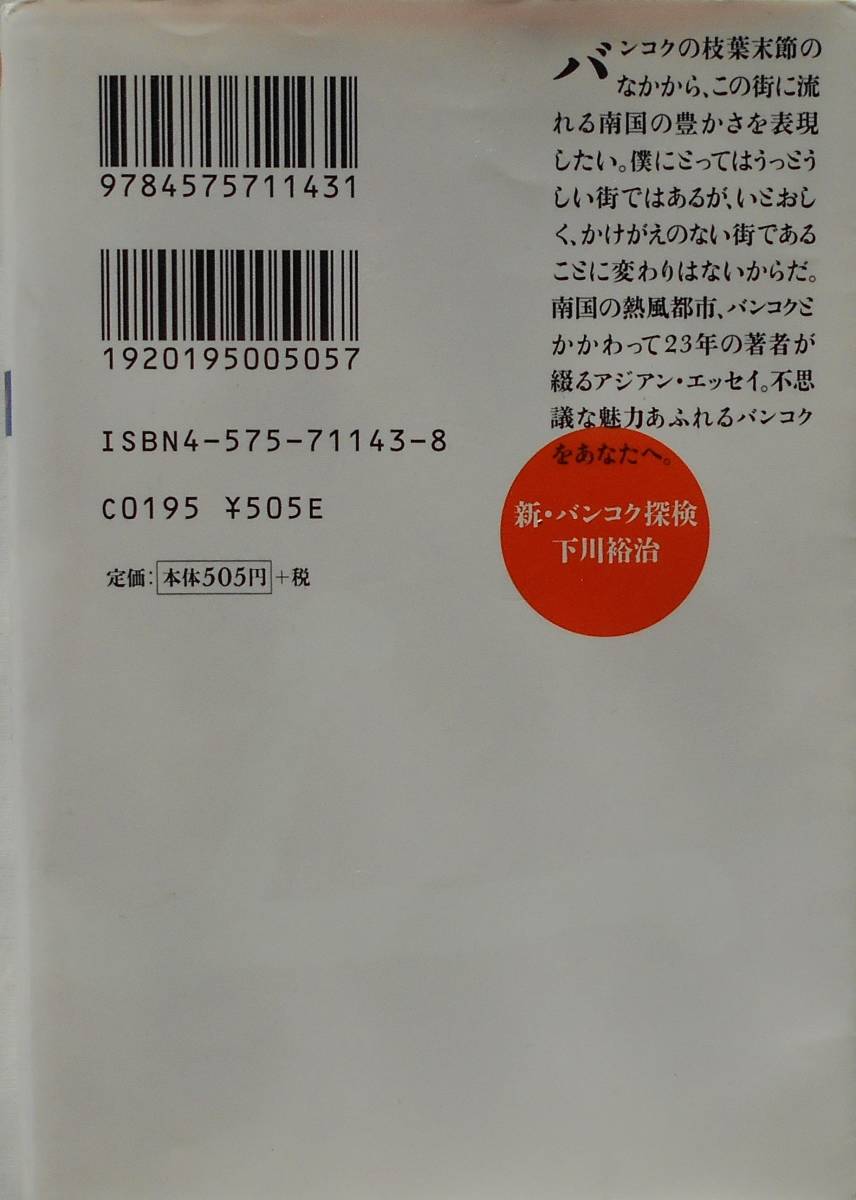 バンコクの枝葉末節の
なかから、この街に流
れる南国の豊かさを表現
したい。僕にとってはうっとう
しい街ではあるが、いとおし
く、かけがえのない街である
ことに変わりはないからだ。
南国の熱風都市、バンコクと
かかわって23年の著者が
綴るアジアン・エッセイ。不思
議な魅力あふれるバンコク
をあなたへ。
新・バンコク探検
下川裕治
9784575711431
1920195005057
ISBN4-575-71143-8
C0195 ¥505E
定価：本体505円+税